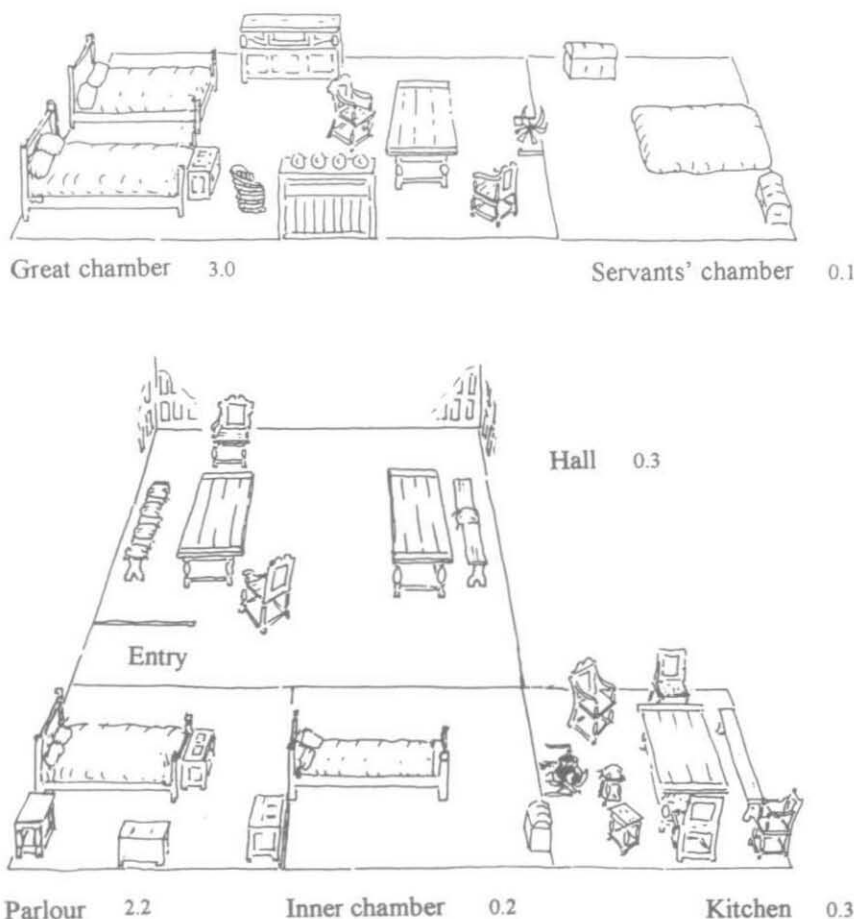 Great chamber 3.0 Servants' chamber 0.1
Hall 0.3
Entry
Parlour 2.2 Inner chamber 0.2 Kitchen 0.3